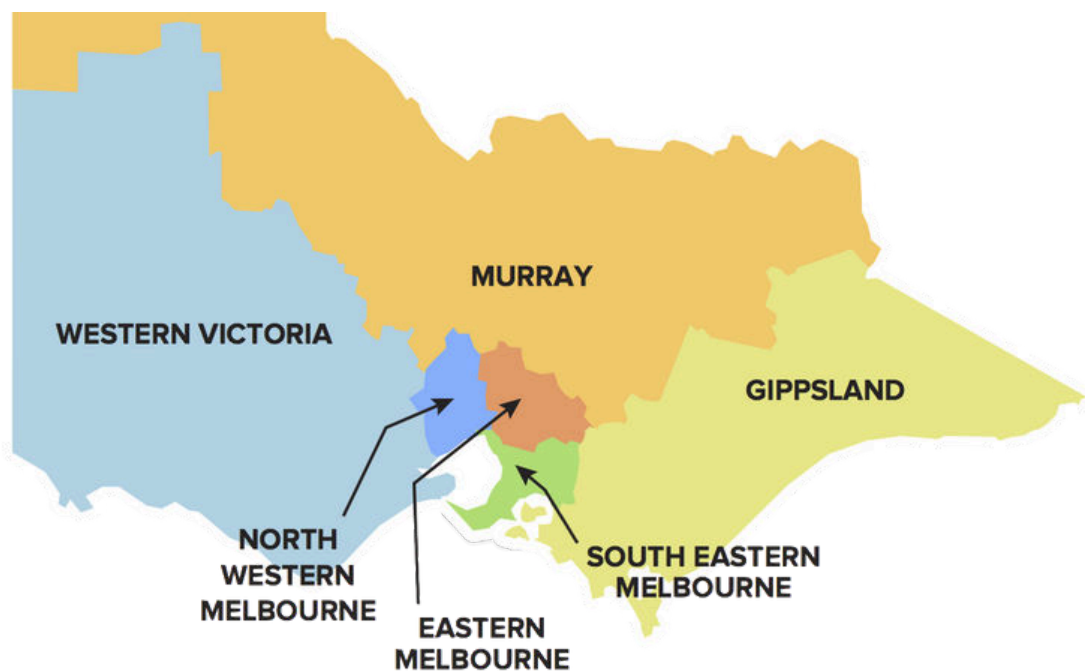 MURRAY
WESTERN VICTORIA
GIPPSLAND
NORTH
WESTERN
MELBOURNE
SOUTH EASTERN
MELBOURNE
EASTERN
MELBOURNE